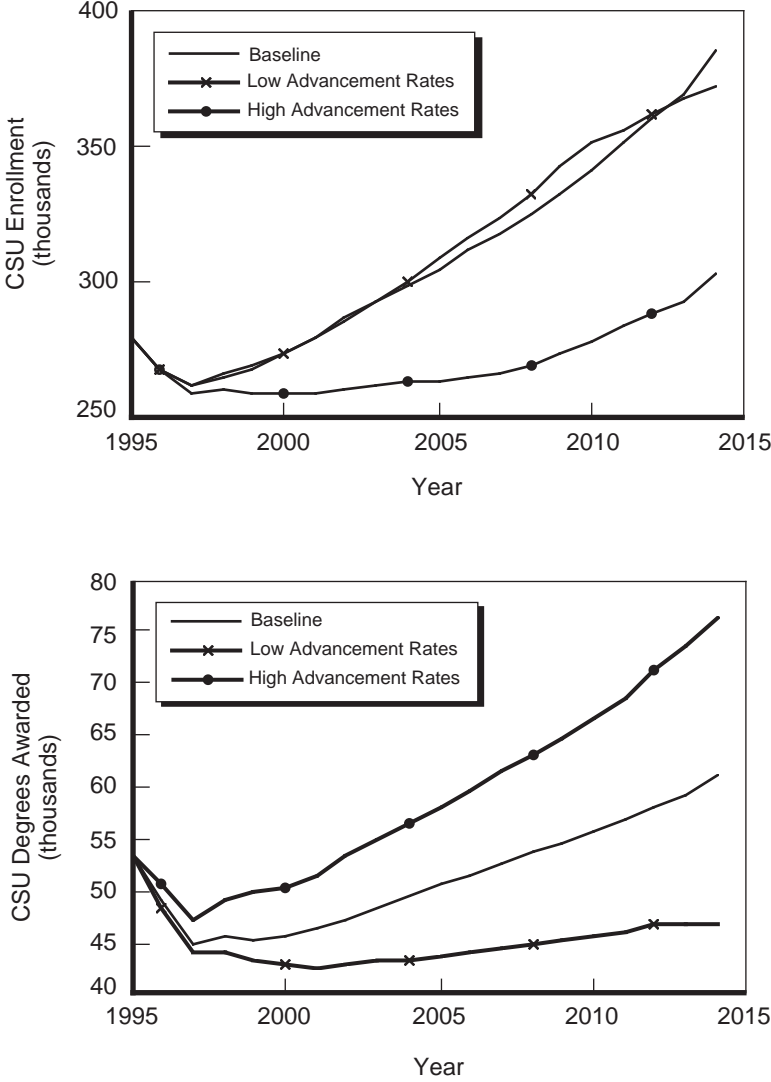 400
350
300
250
CSU Enrollment
(thousands)
Baseline
Low Advancement Rates
High Advancement Rates
1995
2000
2005
2010
2015
Year
80
75
70
65
60
55
50
45
40
CSU Degrees Awarded
(thousands)
Baseline
Low Advancement Rates
High Advancement Rates
1995
2000
2005
2010
2015
Year